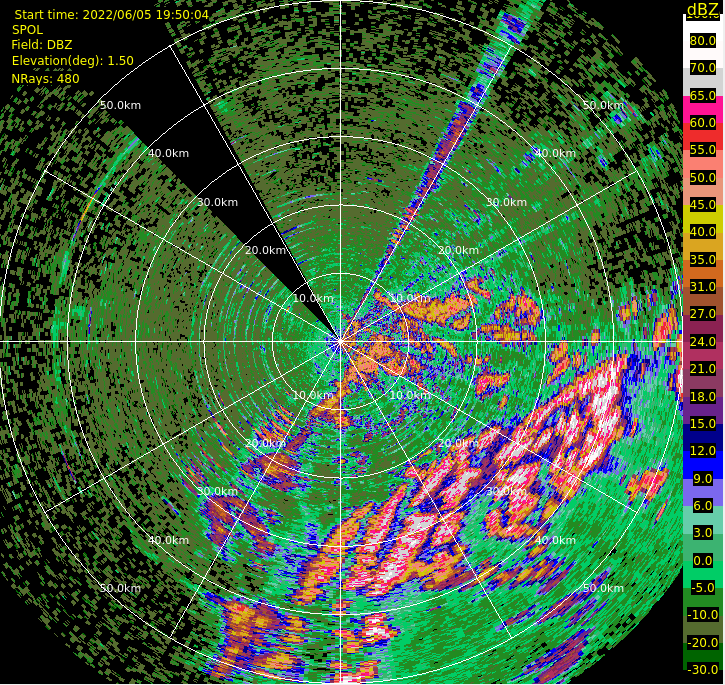 Start time: 2022/06/05 19:50:04
SPOL
Field: DBZ
Elevation(deg): 1.50
NRays: 480
dBZ
100.0
80.0
70.0
65.0
60.0
55.0
50.0
45.0
40.0
35.0
31.0
27.0
24.0
21.0
18.0
15.0
12.0
9.0
6.0
3.0
0.0
-5.0
-10.0
-20.0
-30.0
50.0km
50.0km
40.0km
40.0km
30.0km
30.0km
20.0km
20.0km
10.0km
10.0km
10.0km
10.0km
20.0km
20.0km
30.0km
30.0km
40.0km
40.0km
50.0km
50.0km